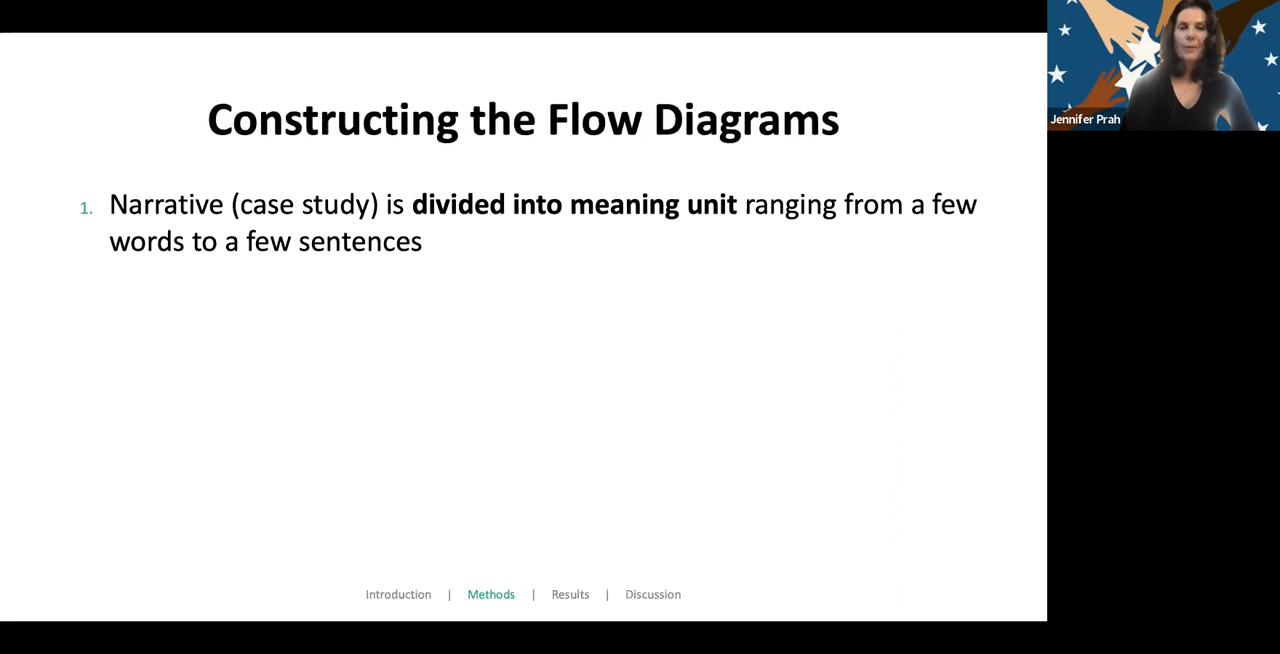 Constructing the Flow Diagrams
1. Narrative (case study) is divided into meaning unit ranging from a few
words to a few sentences
Introduction | Methods | Results | Discussion
Jennifer Prah